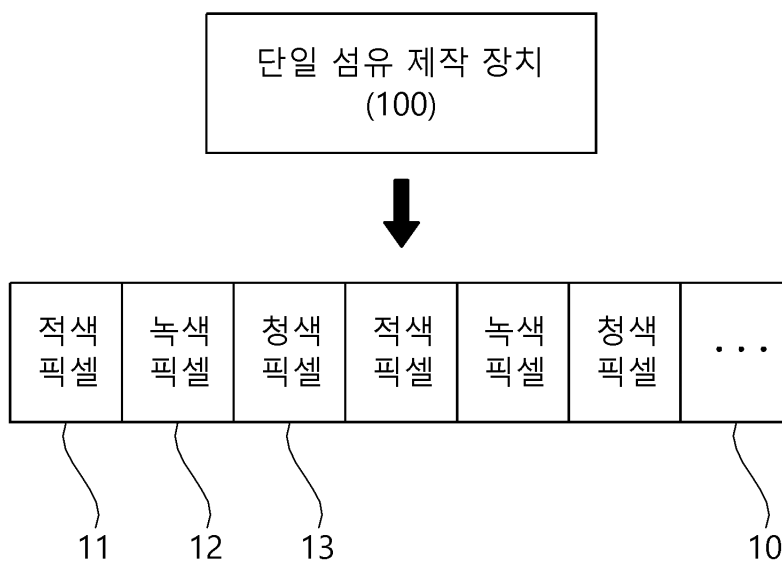 단일 섬유 제작 장치
(100)
적색 녹색 청색 적색 녹색 청색 ...
픽셀 픽셀 픽셀 픽셀 픽셀 픽셀
11 12 13 10